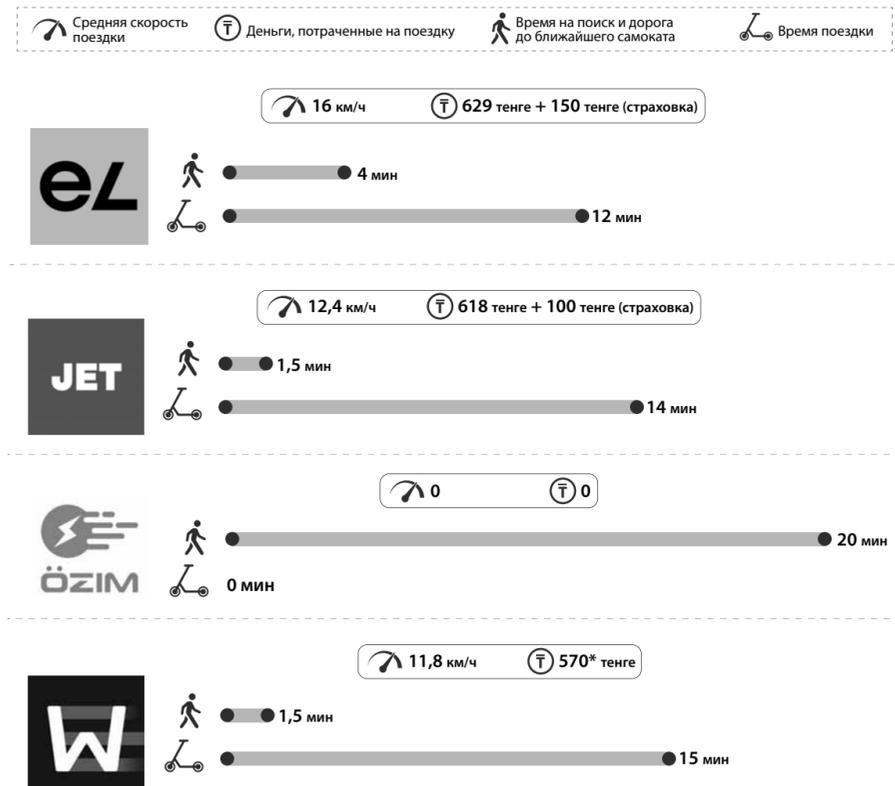 Средняя скорость
поездки
Деньги, потраченные на поездку
Время на поиск и дорога
до ближайшего самоката
Время поездки
16 км/ч
₸ 629 тенге + 150 тенге (страховка)
eL
4 мин
12 мин
12,4 км/ч
₸ 618 тенге + 100 тенге (страховка)
JET
1,5 мин
14 мин
0
₸ 0
20 мин
ÖZIM
0 мин
11,8 км/ч
₸ 570* тенге
W
1,5 мин
15 мин